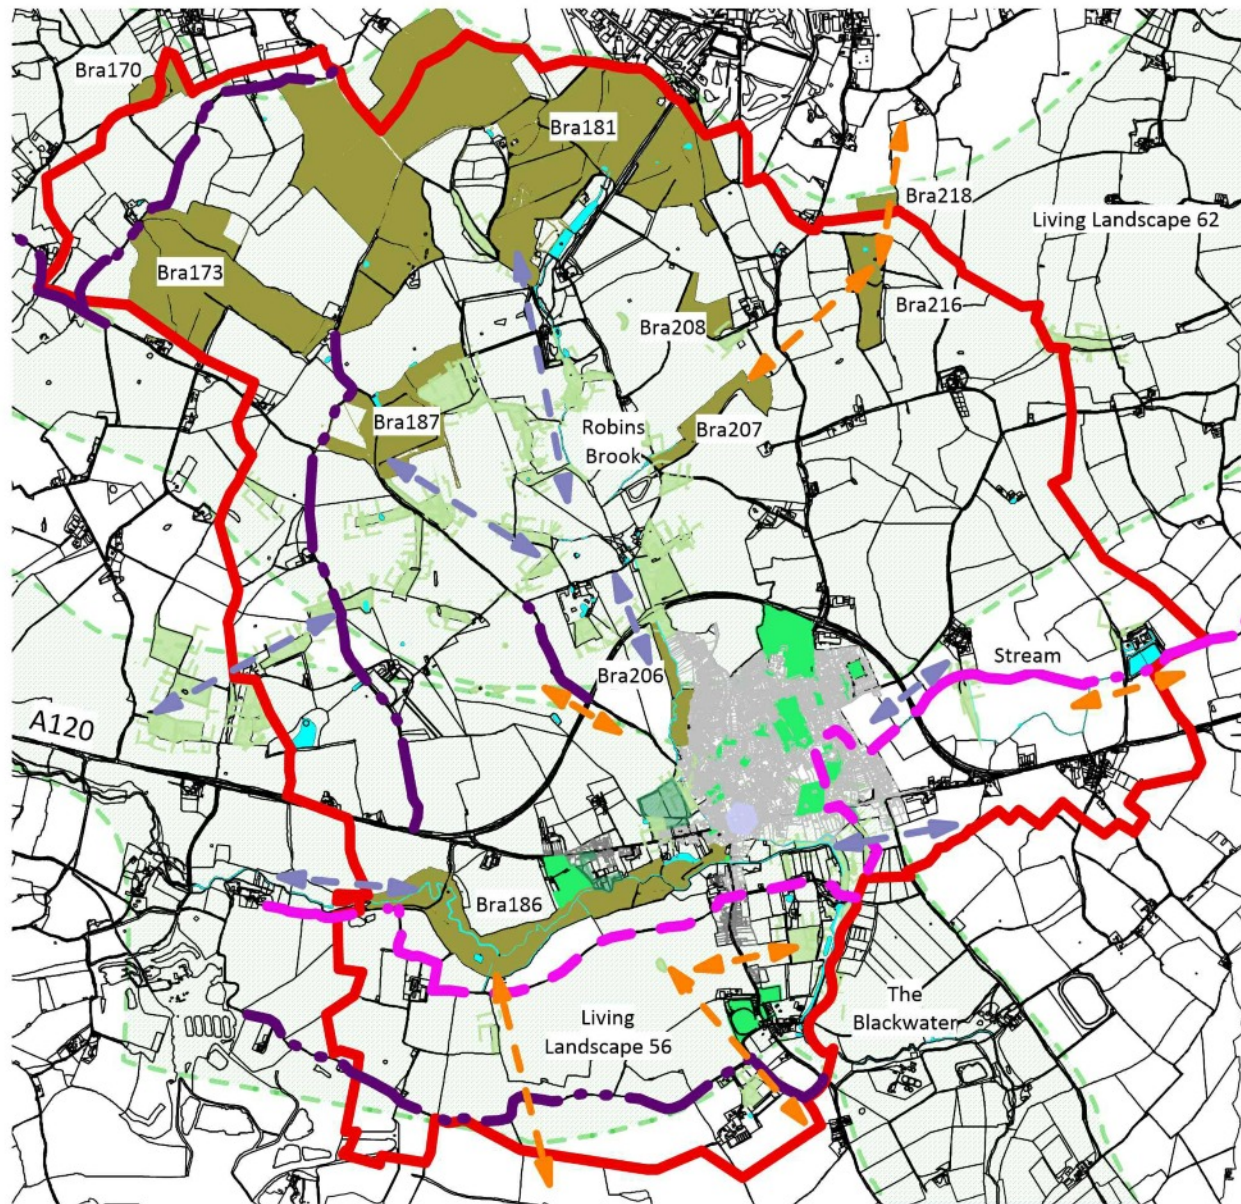 Bra170
Bra181
Bra218
Living Landscape 62
Bra173
Bra216
Bra208
Bra187
Robins
Brook
Bra207
Stream
Bra206
A120
Bra186
The
Blackwater
Living
Landscape 56